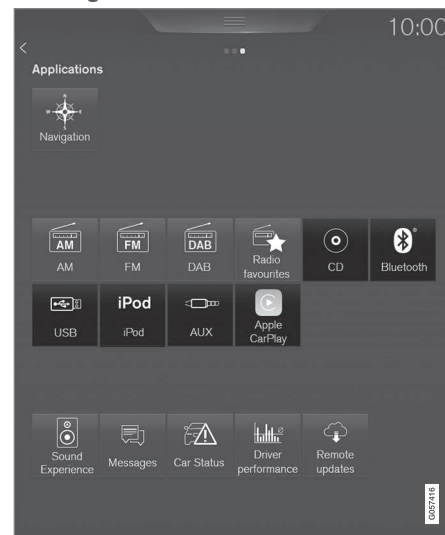 10:00
Applications
N
W E
S
Navigation
AM FM DAB
AM FM DAB Radio favourites CD Bluetooth
iPod
USB iPod AUX Apple CarPlay
Sound Experience Messages Car Status Driver performance Remote updates
G057416